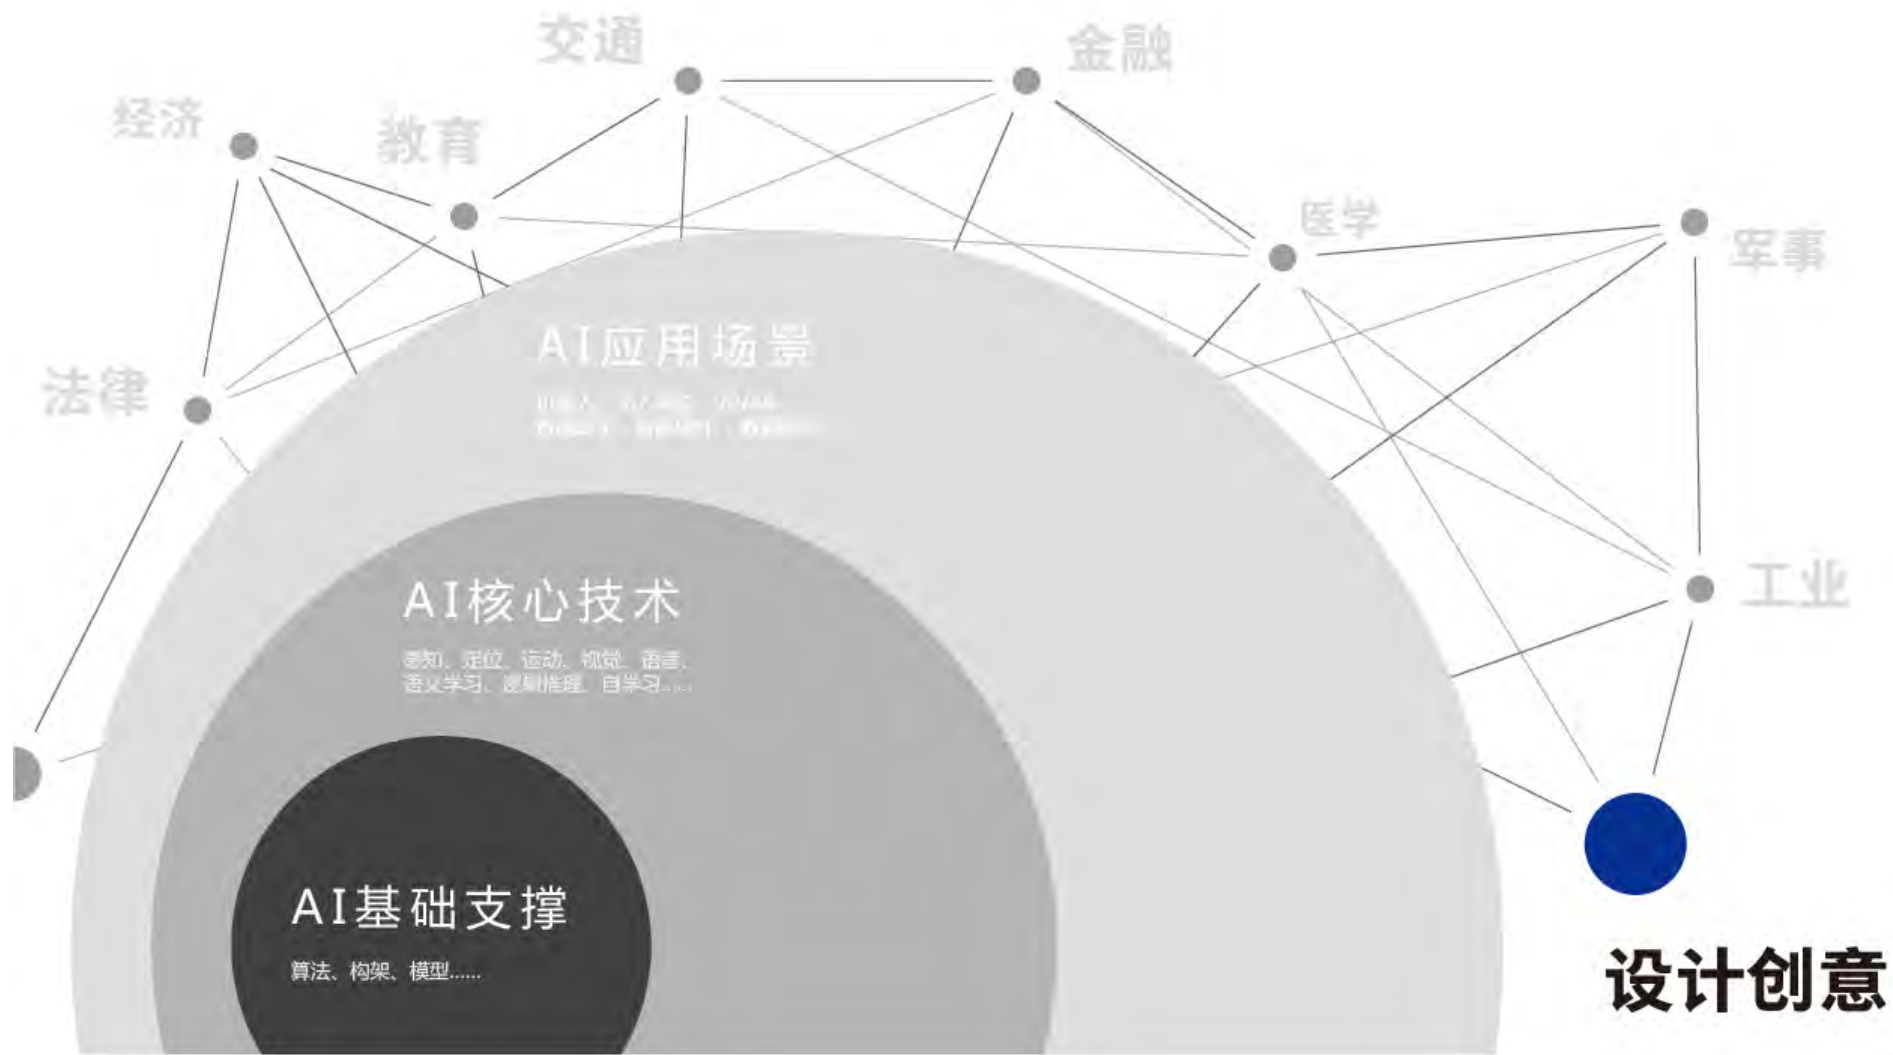 交通
金融
经济
教育
医学
军事
AI应用场景
法律
工业
AI核心技术
感知、定位、运动、视觉、语言、
语义学习、逻辑推理、自学习......
AI基础支撑
算法、构架、模型......
设计创意